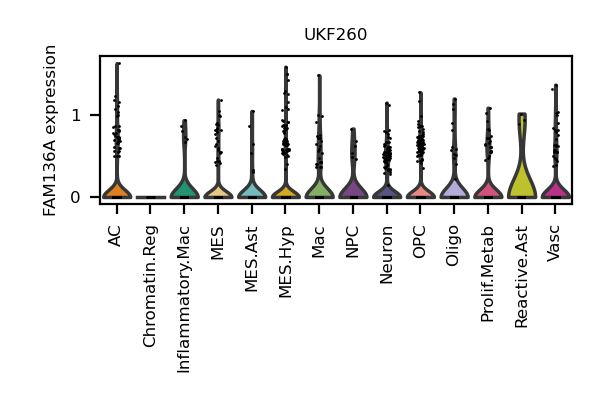 UKF260
FAM136A expression
1
0
AC
Chromatin.Reg
Inflammatory.Mac
MES
MES.Ast
MES.Hyp
Mac
NPC
Neuron
OPC
Oligo
Prolif.Metab
Reactive.Ast
Vasc